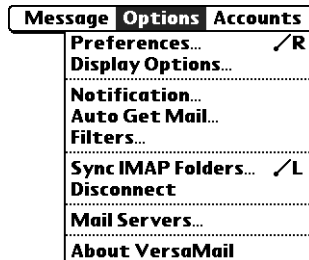 Message Options Accounts
Preferences... ⁄R
Display Options...
Notification...
Auto Get Mail...
Filters...
Sync IMAP Folders... ⁄L
Disconnect
Mail Servers...
About VersaMail